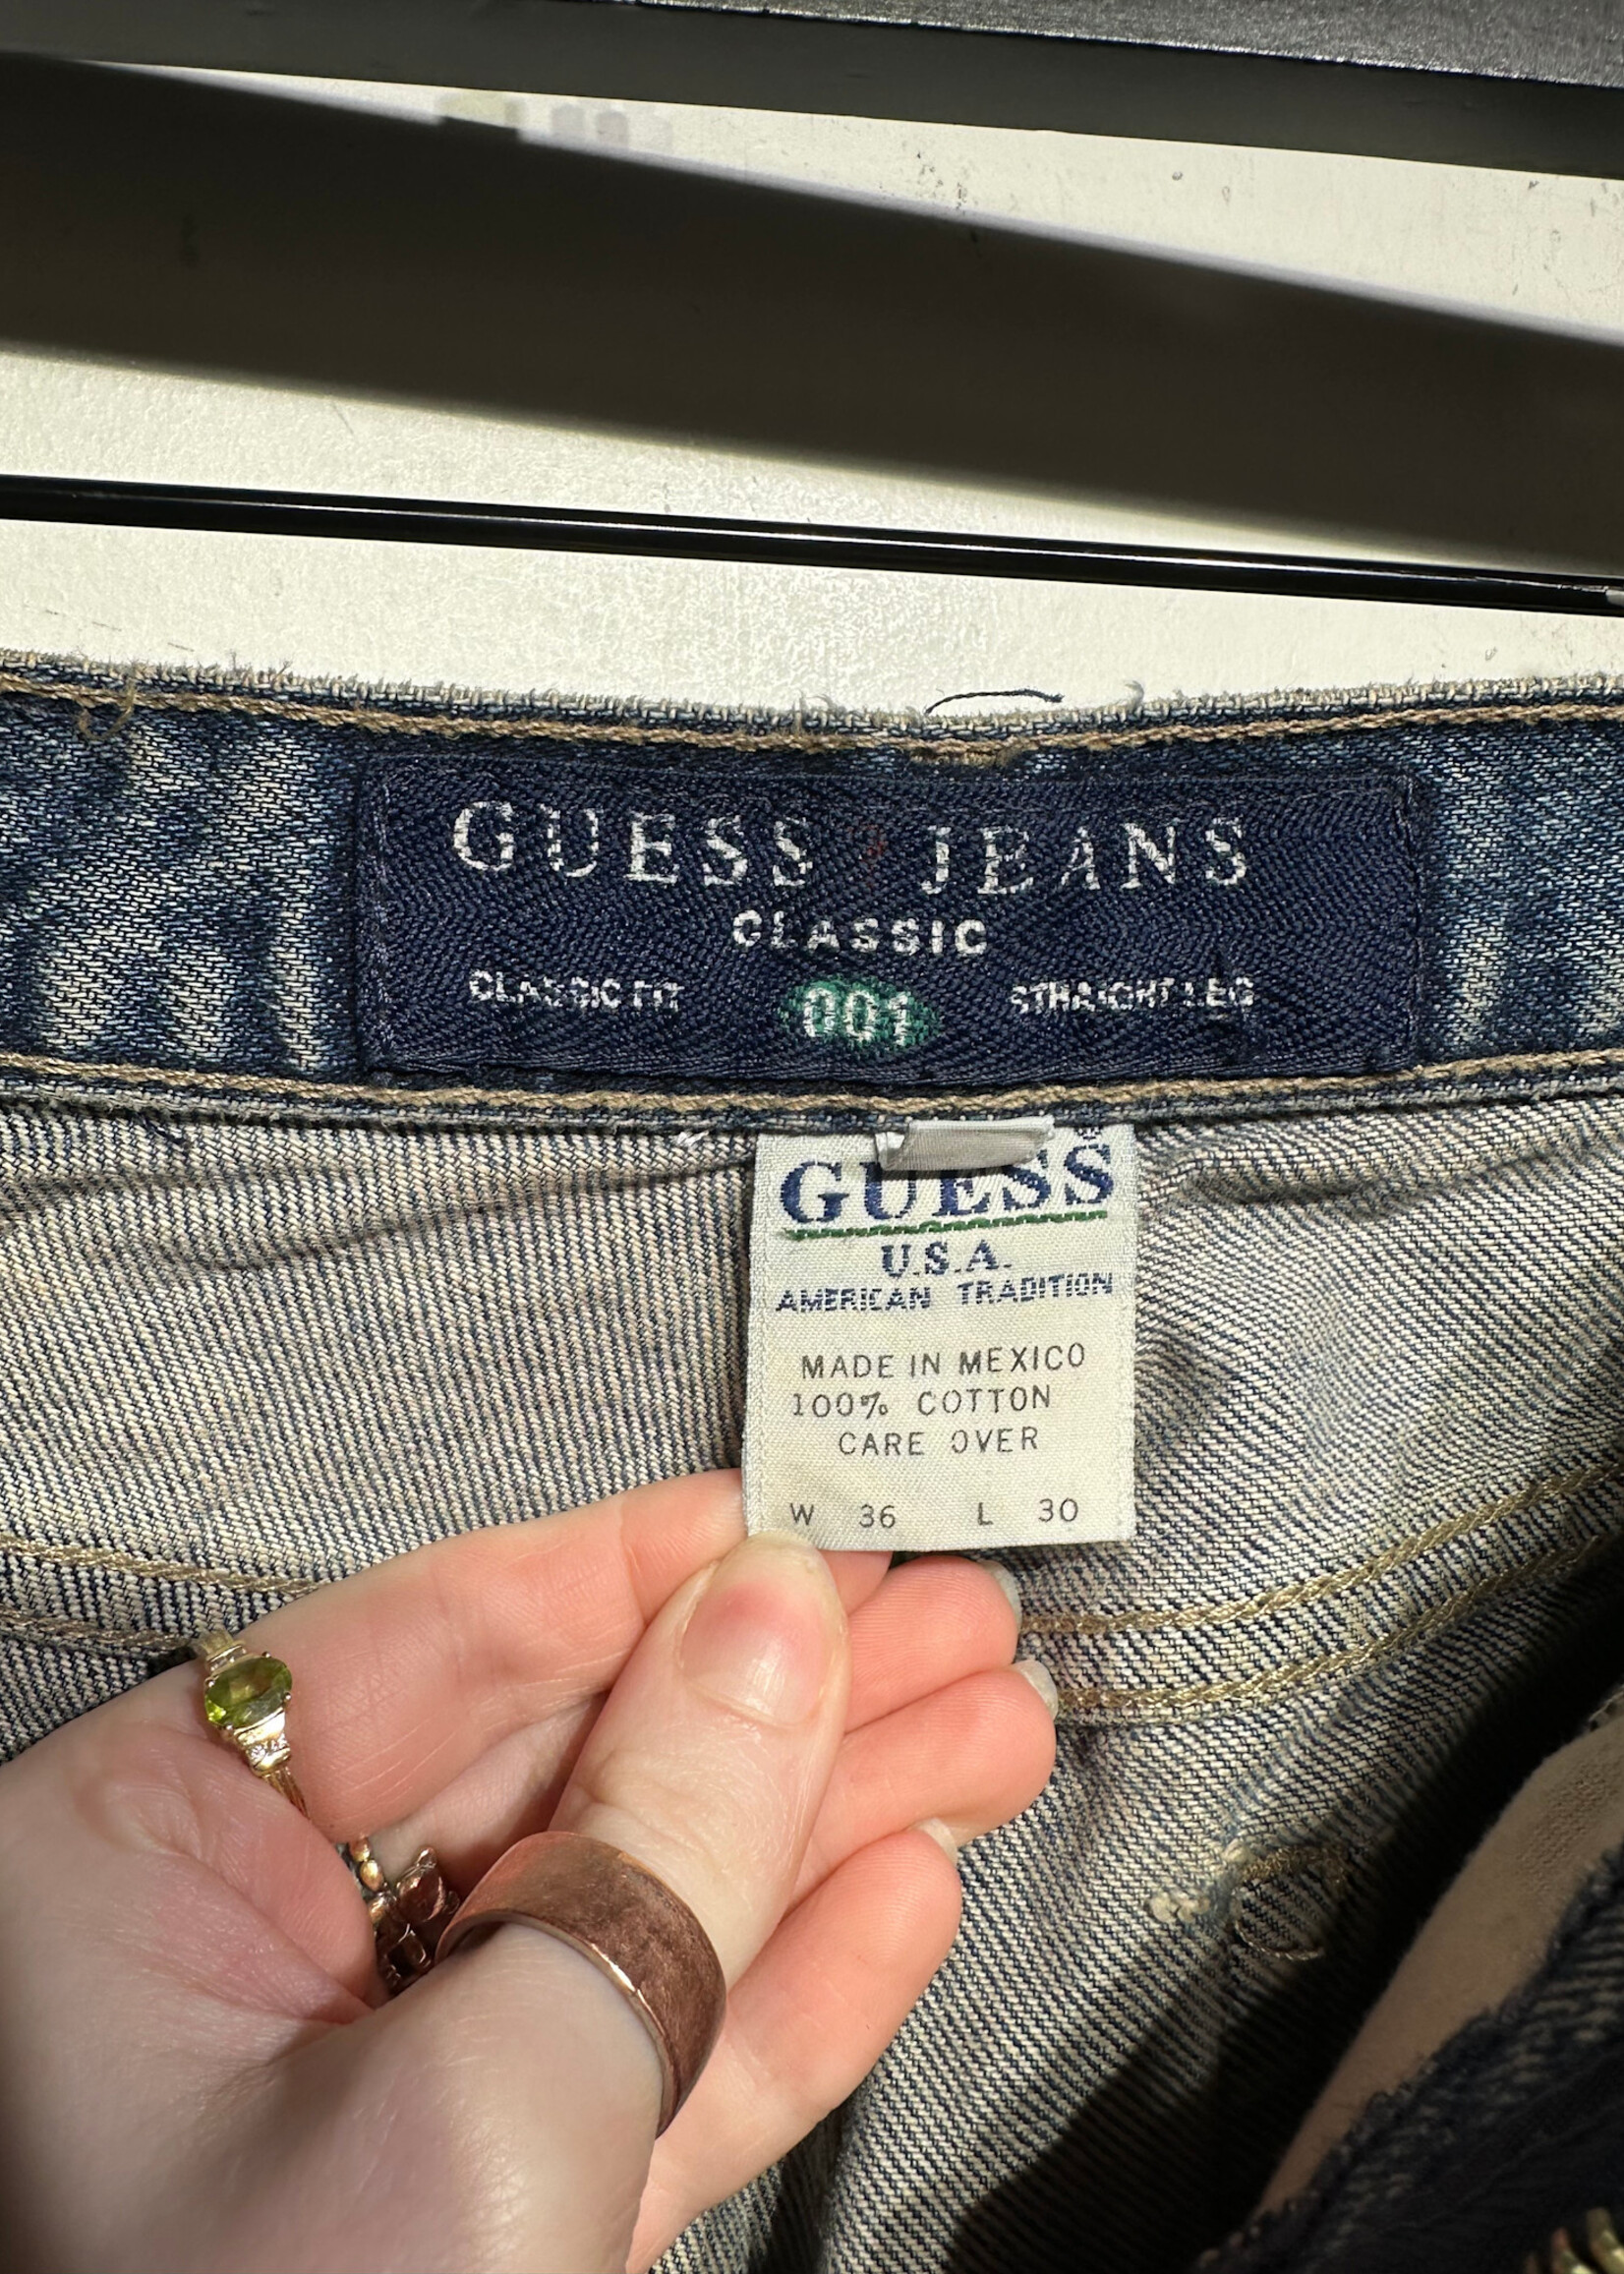 GUESS ? JEANS
CLASSIC
CLASSIC FIT 001 STRAIGHT LEG
GUESS
U.S.A.
AMERICAN TRADITION
MADE IN MEXICO
100% COTTON
CARE OVER
W 36 L 30